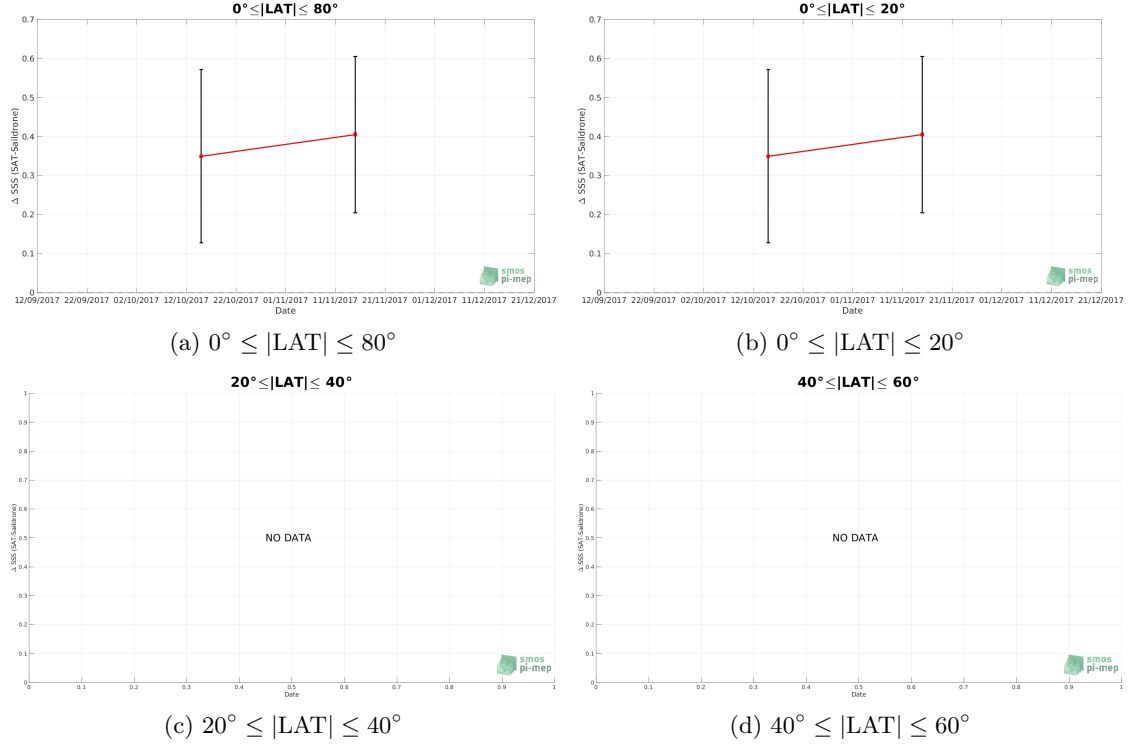 0°≤|LAT|≤ 80°
0.7
0.6
0.5
0.4
0.3
0.2
0.1
0
Δ SSS (SAT-Saildrone)
smos
pi-mep
12/09/2017 22/09/2017 02/10/2017 12/10/2017 22/10/2017 01/11/2017 11/11/2017 21/11/2017 01/12/2017 11/12/2017 21/12/2017
Date
(a) 0° ≤ |LAT| ≤ 80°
0°≤|LAT|≤ 20°
0.7
0.6
0.5
0.4
0.3
0.2
0.1
0
Δ SSS (SAT-Saildrone)
smos
pi-mep
12/09/2017 22/09/2017 02/10/2017 12/10/2017 22/10/2017 01/11/2017 11/11/2017 21/11/2017 01/12/2017 11/12/2017 21/12/2017
Date
(b) 0° ≤ |LAT| ≤ 20°
20°≤|LAT|≤ 40°
1
0.9
0.8
0.7
0.6
0.5
0.4
0.3
0.2
0.1
0
Δ SSS (SAT-Saildrone)
NO DATA
smos
pi-mep
0 0.1 0.2 0.3 0.4 0.5 0.6 0.7 0.8 0.9 1
Date
(c) 20° ≤ |LAT| ≤ 40°
40°≤|LAT|≤ 60°
1
0.9
0.8
0.7
0.6
0.5
0.4
0.3
0.2
0.1
0
Δ SSS (SAT-Saildrone)
NO DATA
smos
pi-mep
0 0.1 0.2 0.3 0.4 0.5 0.6 0.7 0.8 0.9 1
Date
(d) 40° ≤ |LAT| ≤ 60°